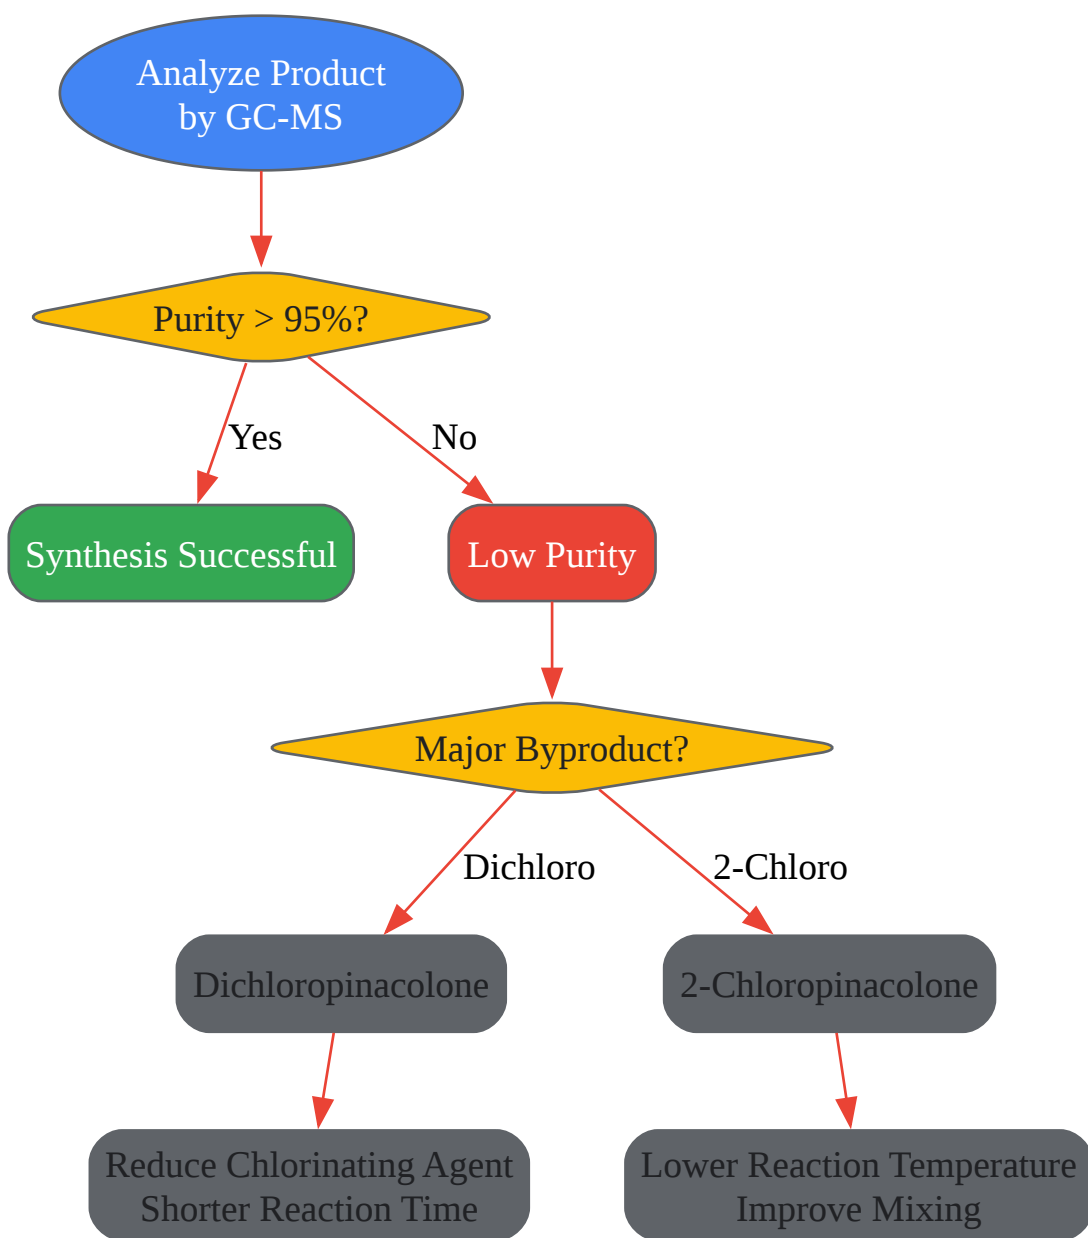 Analyze Product
by GC-MS
Purity > 95%?
Yes
No
Synthesis Successful
Low Purity
Major Byproduct?
Dichloro
2-Chloro
Dichloropinacolone
2-Chloropinacolone
Reduce Chlorinating Agent
Shorter Reaction Time
Lower Reaction Temperature
Improve Mixing